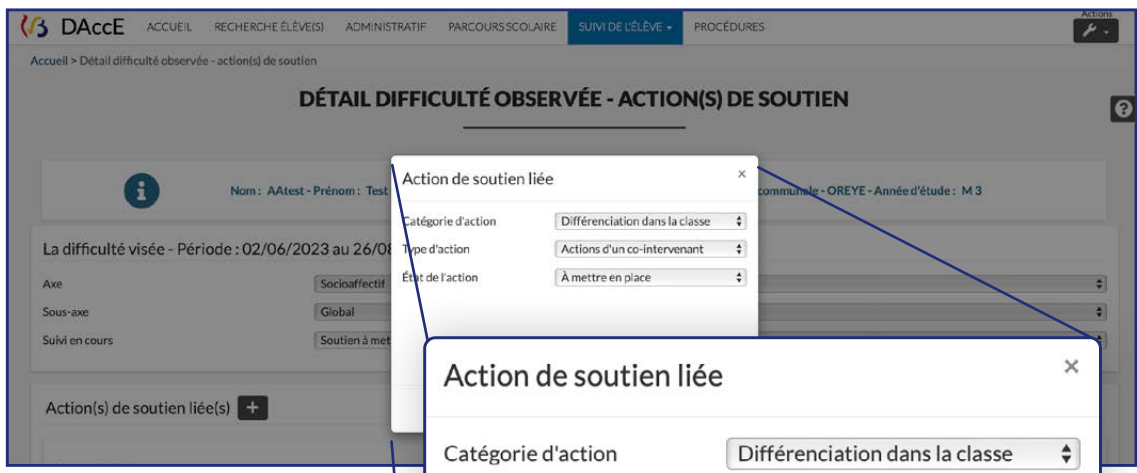 DAccE ACCUEIL RECHERCHE ÉLÈVE(S) ADMINISTRATIF PARCOURS SCOLAIRE SUIVI DE L'ÉLÈVE PROCÉDURES Actions
Accueil > Détail difficulté observée - action(s) de soutien
DÉTAIL DIFFICULTÉ OBSERVÉE - ACTION(S) DE SOUTIEN
?
Action de soutien liée ×
i Nom : AAtest - Prénom : Test communale - OREYE - Année d'étude : M 3
Catégorie d'action Différenciation dans la classe
La difficulté visée - Période : 02/06/2023 au 26/08 Type d'action Actions d'un co-intervenant
Axe Socioaffectif État de l'action À mettre en place
Sous-axe Global
Suivi en cours Soutien à met
Action de soutien liée ×
Action(s) de soutien liée(s) +
Catégorie d'action Différenciation dans la classe